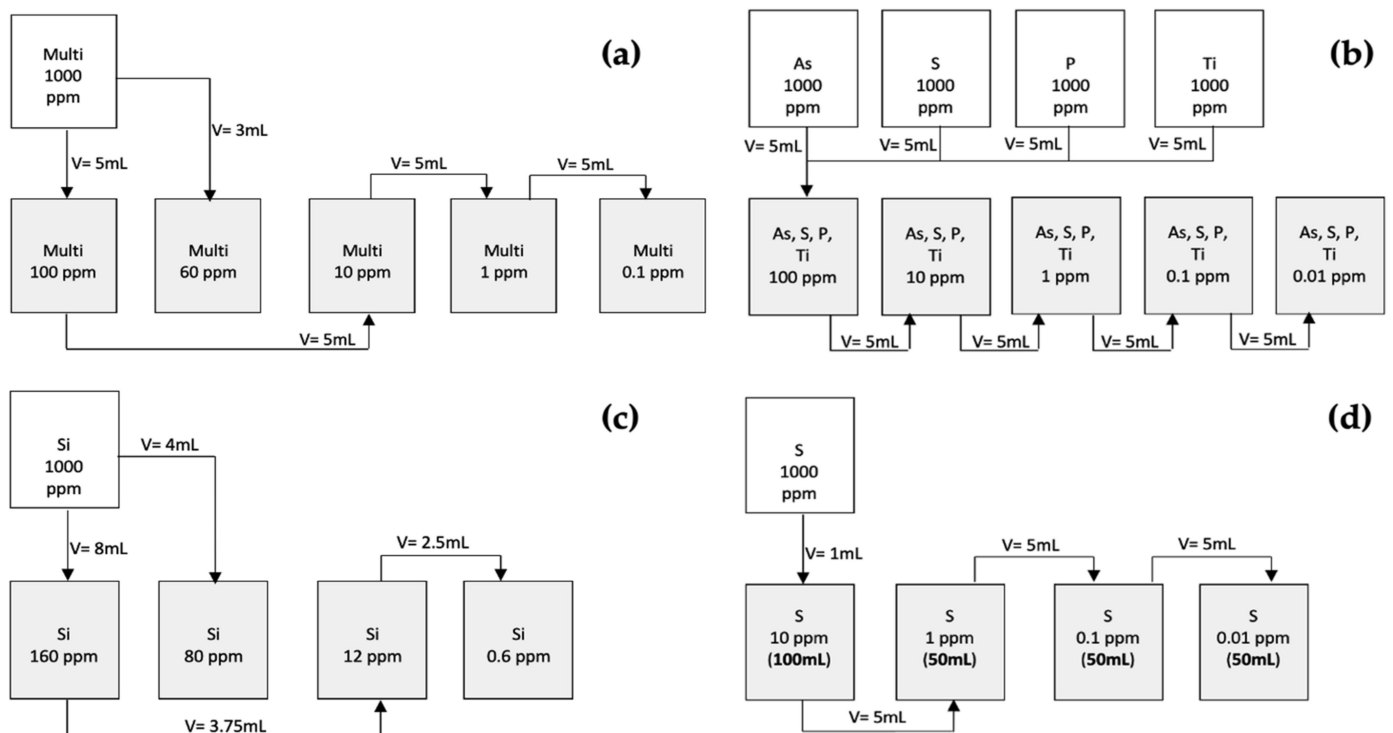 (a)
Multi
1000
ppm
V= 3mL
V= 5mL
V= 5mL
V= 5mL
Multi
100 ppm
Multi
60 ppm
Multi
10 ppm
Multi
1 ppm
Multi
0.1 ppm
V= 5mL
(b)
As
1000
ppm
S
1000
ppm
P
1000
ppm
Ti
1000
ppm
V= 5mL
V= 5mL
V= 5mL
V= 5mL
As, S, P,
Ti
100 ppm
As, S, P,
Ti
10 ppm
As, S, P,
Ti
1 ppm
As, S, P,
Ti
0.1 ppm
As, S, P,
Ti
0.01 ppm
V= 5mL
V= 5mL
V= 5mL
V= 5mL
(c)
Si
1000
ppm
V= 4mL
V= 8mL
V= 2.5mL
Si
160 ppm
Si
80 ppm
Si
12 ppm
Si
0.6 ppm
V= 3.75mL
(d)
S
1000
ppm
V= 1mL
V= 5mL
V= 5mL
S
10 ppm
(100mL)
S
1 ppm
(50mL)
S
0.1 ppm
(50mL)
S
0.01 ppm
(50mL)
V= 5mL